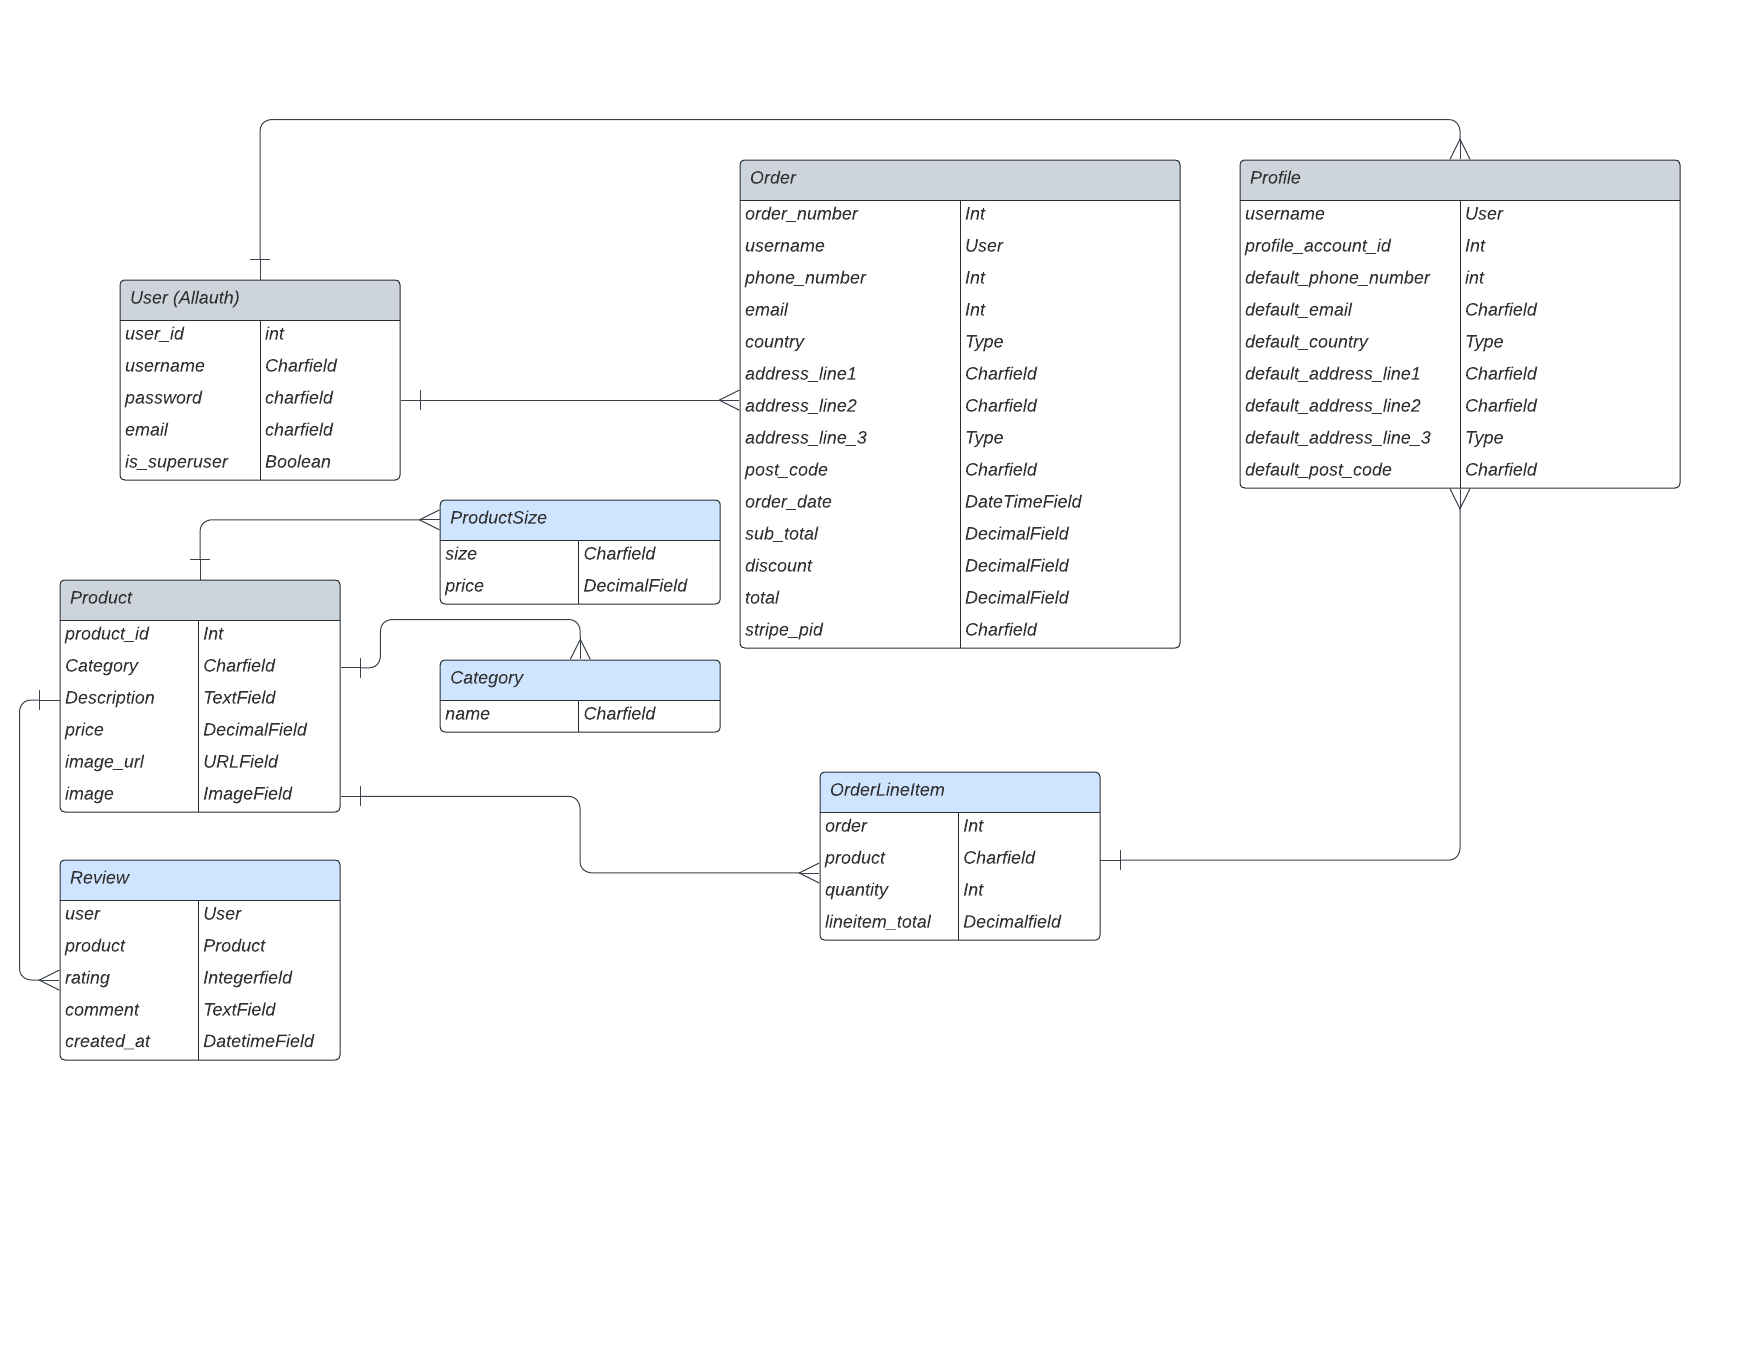 Order
order_number Int
username User
phone_number Int
email Int
country Type
address_line1 Charfield
address_line2 Charfield
address_line_3 Type
post_code Charfield
order_date DateTimeField
sub_total DecimalField
discount DecimalField
total DecimalField
stripe_pid Charfield
Profile
username User
profile_account_id Int
default_phone_number int
default_email Charfield
default_country Type
default_address_line1 Charfield
default_address_line2 Charfield
default_address_line_3 Type
default_post_code Charfield
User (Allauth)
user_id int
username Charfield
password charfield
email charfield
is_superuser Boolean
ProductSize
size Charfield
price DecimalField
Product
product_id Int
Category Charfield
Description TextField
price DecimalField
image_url URLField
image ImageField
Category
name Charfield
OrderLineItem
order Int
product Charfield
quantity Int
lineitem_total Decimalfield
Review
user User
product Product
rating Integerfield
comment TextField
created_at DatetimeField